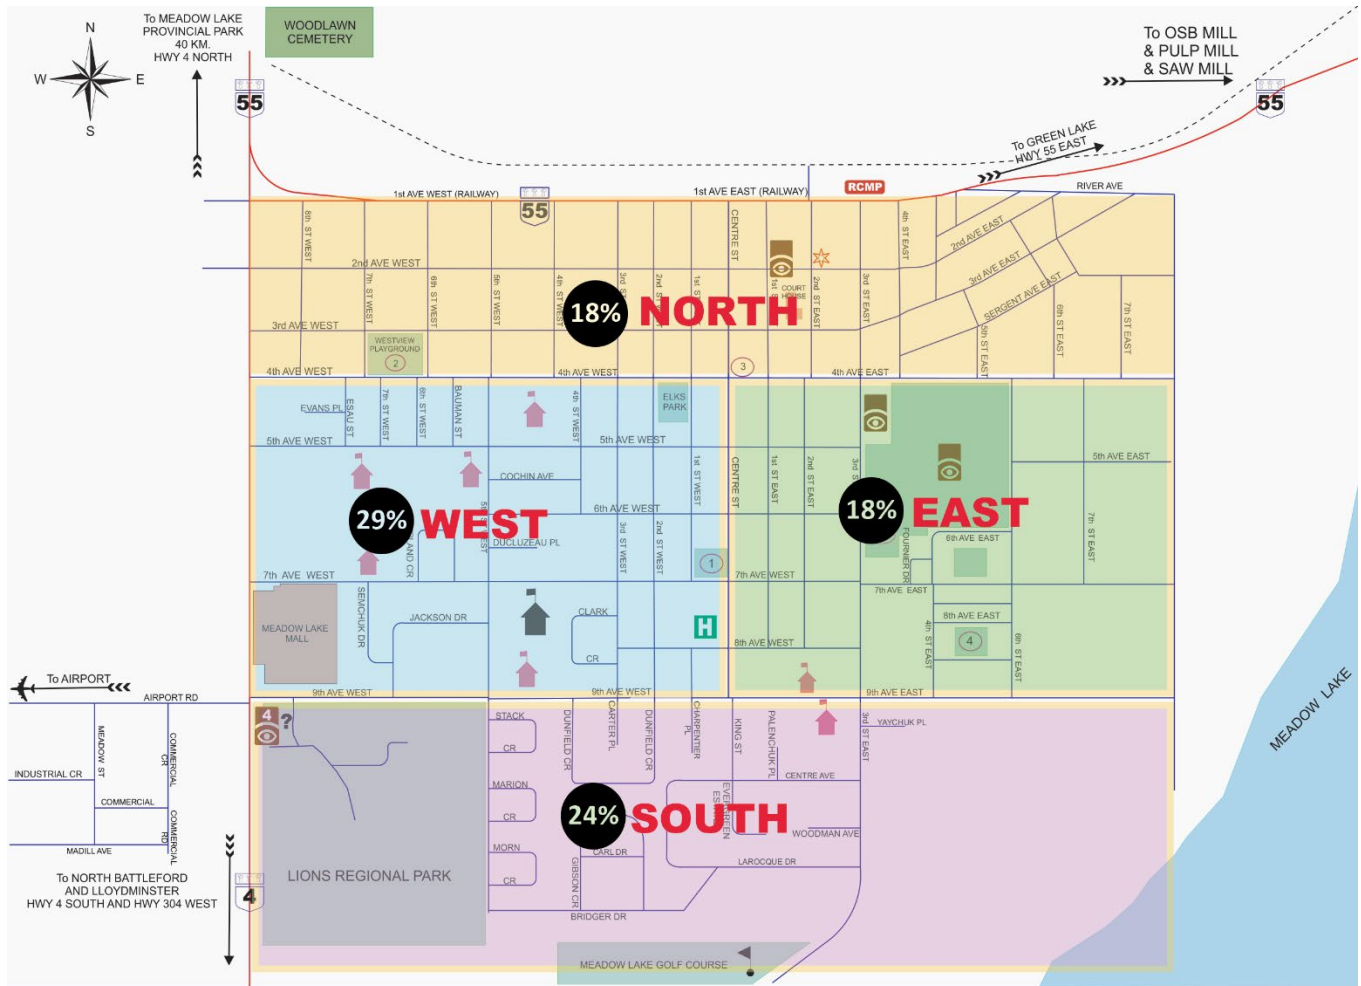 N
W E
S
To MEADOW LAKE
PROVINCIAL PARK
40 KM.
HWY 4 NORTH
WOODLAWN
CEMETERY
55
To OSB MILL
& PULP MILL
& SAW MILL
55
To GREEN LAKE
HWY 55 EAST
1st AVE WEST (RAILWAY)
55
1st AVE EAST (RAILWAY)
RCMP
RIVER AVE
8th ST WEST
7th ST WEST
6th ST WEST
5th ST WEST
4th ST WEST
3rd ST
2nd ST WEST
1st ST WEST
CENTRE ST
COURT
HOUSE
2nd ST EAST
3rd ST EAST
4th ST EAST
2nd AVE EAST
3rd AVE EAST
SERGENT AVE EAST
5th ST EAST
6th ST EAST
7th ST EAST
2nd AVE WEST
3rd AVE WEST
18% NORTH
WESTVIEW
PLAYGROUND
2
3
4th AVE WEST
4th AVE WEST
4th AVE EAST
EVANS PL
ESAU ST
7th ST WEST
6th ST WEST
BAUMAN ST
4th ST WEST
ELKS
PARK
5th AVE WEST
5th AVE WEST
5th AVE EAST
COCHIN AVE
1st ST WEST
CENTRE ST
1st ST EAST
2nd ST EAST
6th AVE WEST
29% WEST
18% EAST
DUCLUZEAU PL
3rd ST WEST
2nd ST WEST
FOURNIER DR
6th AVE EAST
7th ST EAST
1
7th AVE WEST
7th AVE WEST
7th AVE EAST
MEADOW LAKE
MALL
SEMCHUK DR
JACKSON DR
CLARK
CR
H
8th AVE WEST
8th AVE EAST
4th ST EAST
4
6th ST EAST
9th AVE WEST
9th AVE WEST
9th AVE EAST
To AIRPORT
AIRPORT RD
MEADOW ST
COMMERCIAL CR
INDUSTRIAL CR
COMMERCIAL
COMMERCIAL RD
MADILL AVE
4
?
STACK
CR
DUNFIELD CR
CARTER PL
DUNFIELD CR
CHARPENTIER PL
KING ST
PALENCHUK PL
3rd ST EAST
YAYCHUK PL
CENTRE AVE
MARION
CR
24% SOUTH
WOODMAN AVE
MORN
CR
CARL DR
GIBSON CR
LAROCQUE DR
BRIDGER DR
LIONS REGIONAL PARK
To NORTH BATTLEFORD
AND LLOYDMINSTER
HWY 4 SOUTH AND HWY 304 WEST
4
MEADOW LAKE GOLF COURSE
MEADOW LAKE